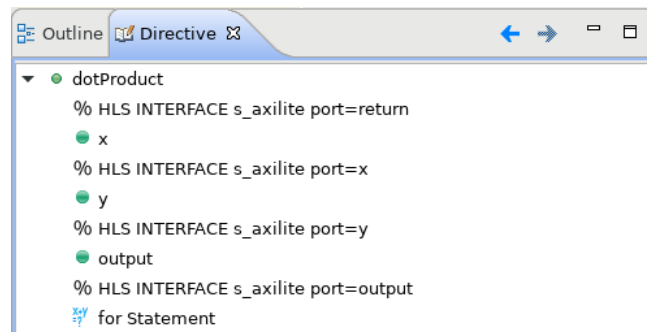 Outline Directive
dotProduct
% HLS INTERFACE s_axilite port=return
x
% HLS INTERFACE s_axilite port=x
y
% HLS INTERFACE s_axilite port=y
output
% HLS INTERFACE s_axilite port=output
for Statement